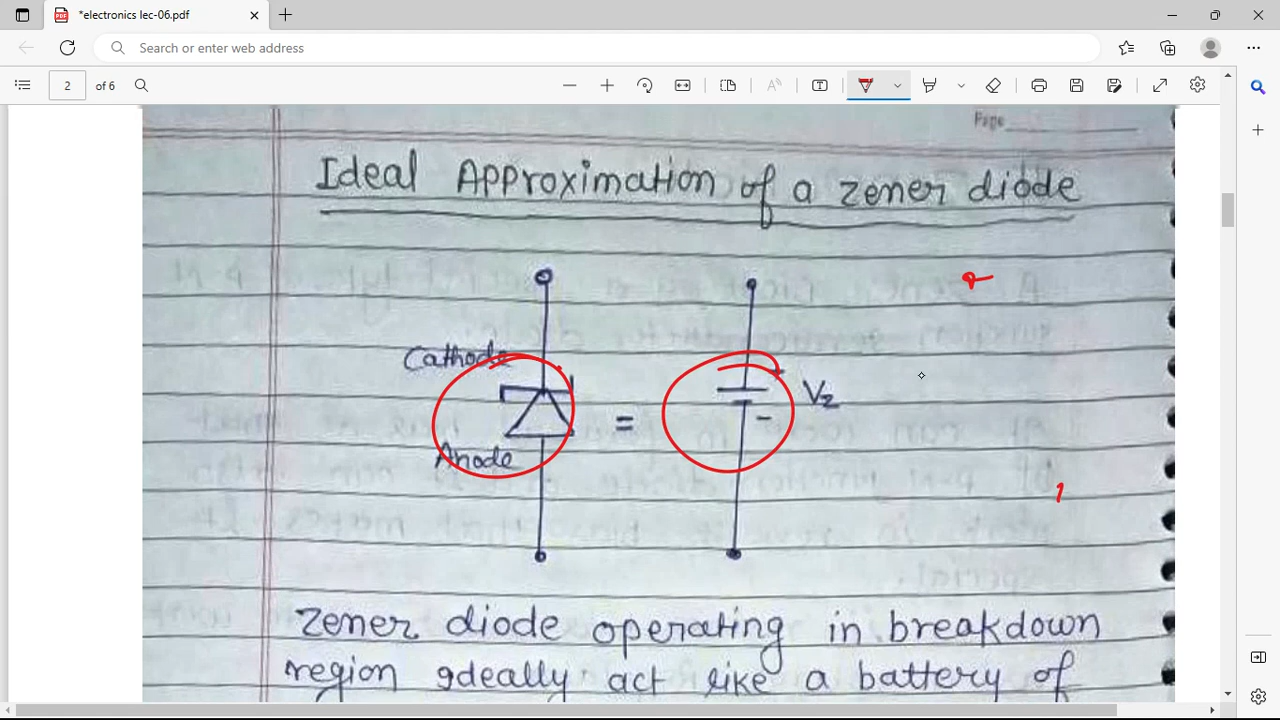 *electronics lec-06.pdf
Search or enter web address
2 of 6
Page
Ideal Approximation of a zener diode
Cathode
+
=
Vz
-
Anode
zener diode operating in breakdown
region ideally act like a battery of